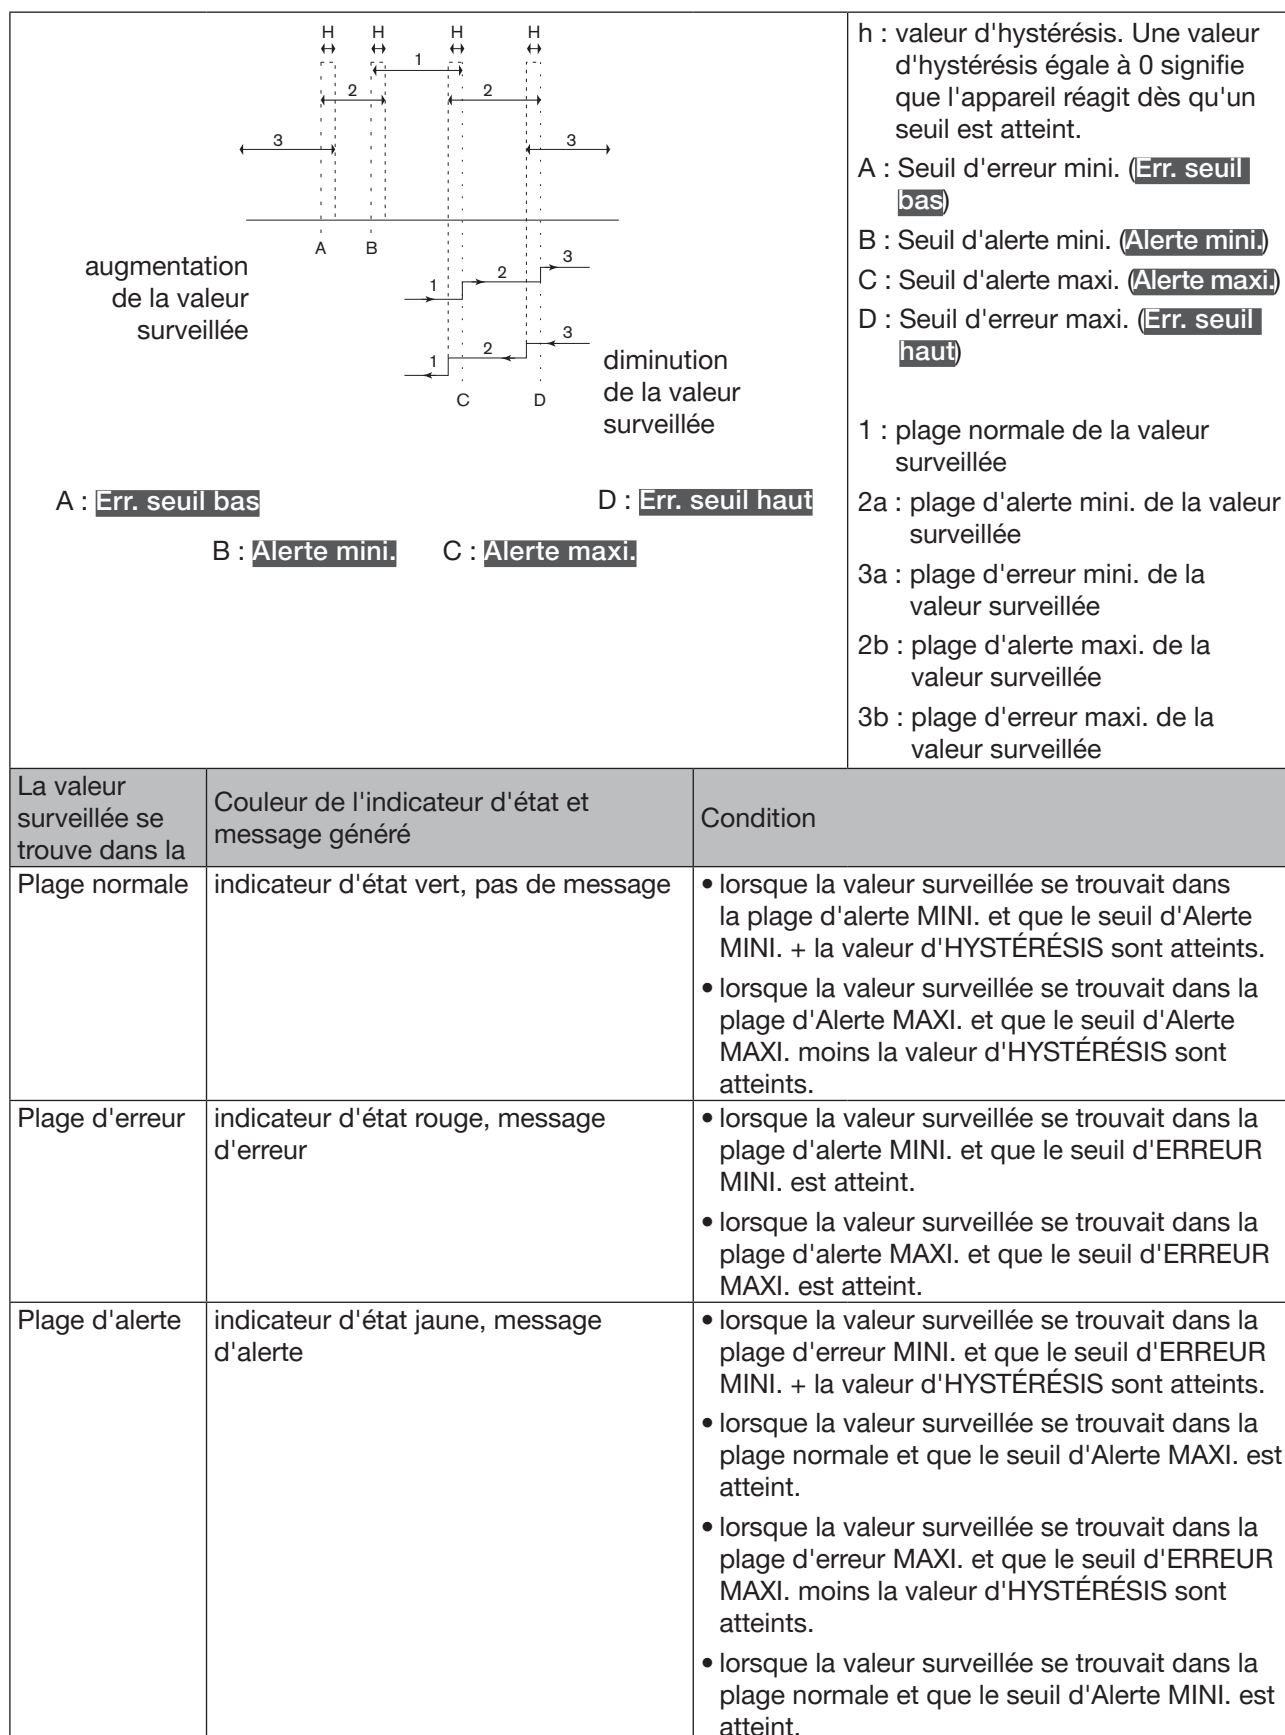 H H H H
1
2 2
3 3
A B
augmentation
de la valeur
surveillée
1 2 3
1 2 3
diminution
de la valeur
surveillée
C D
A : Err. seuil bas
D : Err. seuil haut
B : Alerte mini.
C : Alerte maxi.
h : valeur d'hystérésis. Une valeur
d'hystérésis égale à 0 signifie
que l'appareil réagit dès qu'un
seuil est atteint.
A : Seuil d'erreur mini. (Err. seuil
bas)
B : Seuil d'alerte mini. (Alerte mini.)
C : Seuil d'alerte maxi. (Alerte maxi.)
D : Seuil d'erreur maxi. (Err. seuil
haut)
1 : plage normale de la valeur
surveillée
2a : plage d'alerte mini. de la valeur
surveillée
3a : plage d'erreur mini. de la
valeur surveillée
2b : plage d'alerte maxi. de la
valeur surveillée
3b : plage d'erreur maxi. de la
valeur surveillée
La valeur
surveillée se
trouve dans la
Couleur de l'indicateur d'état et
message généré
Condition
Plage normale
indicateur d'état vert, pas de message
• lorsque la valeur surveillée se trouvait dans
la plage d'alerte MINI. et que le seuil d'Alerte
MINI. + la valeur d'HYSTÉRÉSIS sont atteints.
• lorsque la valeur surveillée se trouvait dans la
plage d'Alerte MAXI. et que le seuil d'Alerte
MAXI. moins la valeur d'HYSTÉRÉSIS sont
atteints.
Plage d'erreur
indicateur d'état rouge, message
d'erreur
• lorsque la valeur surveillée se trouvait dans la
plage d'alerte MINI. et que le seuil d'ERREUR
MINI. est atteint.
• lorsque la valeur surveillée se trouvait dans la
plage d'alerte MAXI. et que le seuil d'ERREUR
MAXI. est atteint.
Plage d'alerte
indicateur d'état jaune, message
d'alerte
• lorsque la valeur surveillée se trouvait dans la
plage d'erreur MINI. et que le seuil d'ERREUR
MINI. + la valeur d'HYSTÉRÉSIS sont atteints.
• lorsque la valeur surveillée se trouvait dans la
plage normale et que le seuil d'Alerte MAXI. est
atteint.
• lorsque la valeur surveillée se trouvait dans la
plage d'erreur MAXI. et que le seuil d'ERREUR
MAXI. moins la valeur d'HYSTÉRÉSIS sont
atteints.
• lorsque la valeur surveillée se trouvait dans la
plage normale et que le seuil d'Alerte MINI. est
atteint.